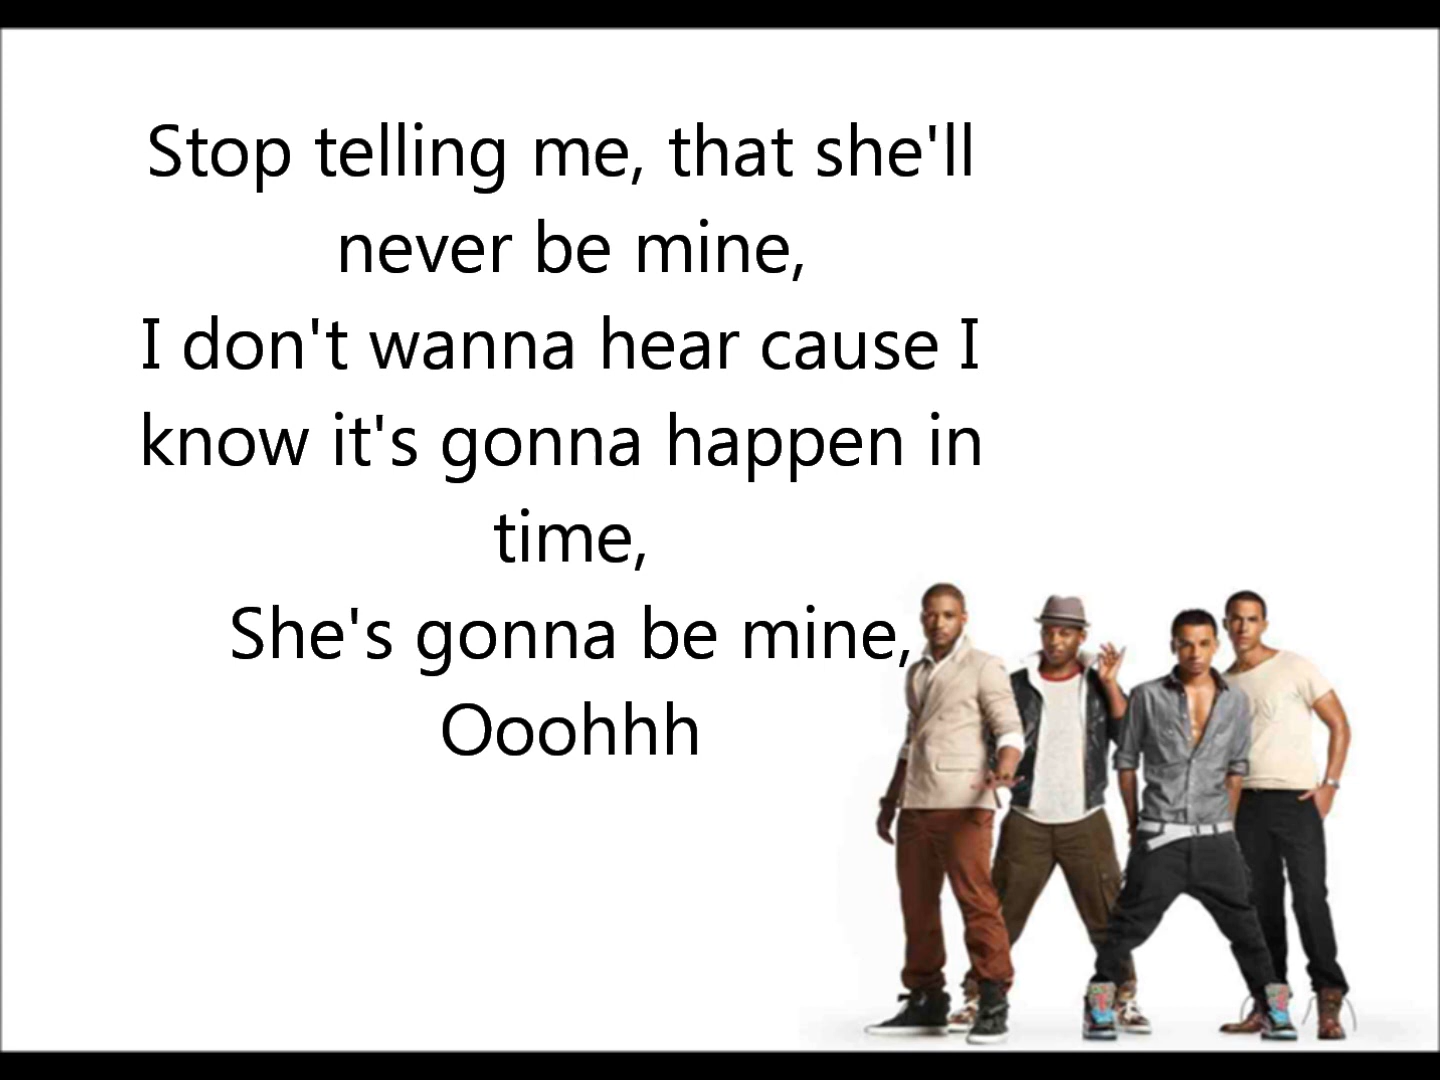 Stop telling me, that she'll
never be mine,
I don't wanna hear cause I
know it's gonna happen in
time,
She's gonna be mine,
Ooohhh